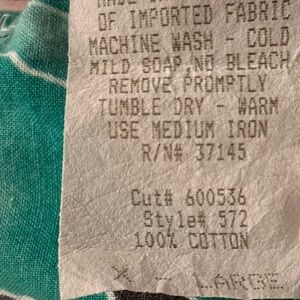 OF IMPORTED FABRIC
MACHINE WASH - COLD
MILD SOAP,NO BLEACH
REMOVE PROMPTLY
TUMBLE DRY - WARM
USE MEDIUM IRON
R/N# 37145
Cut# 600536
Style# 572
100% COTTON
X - LARGE